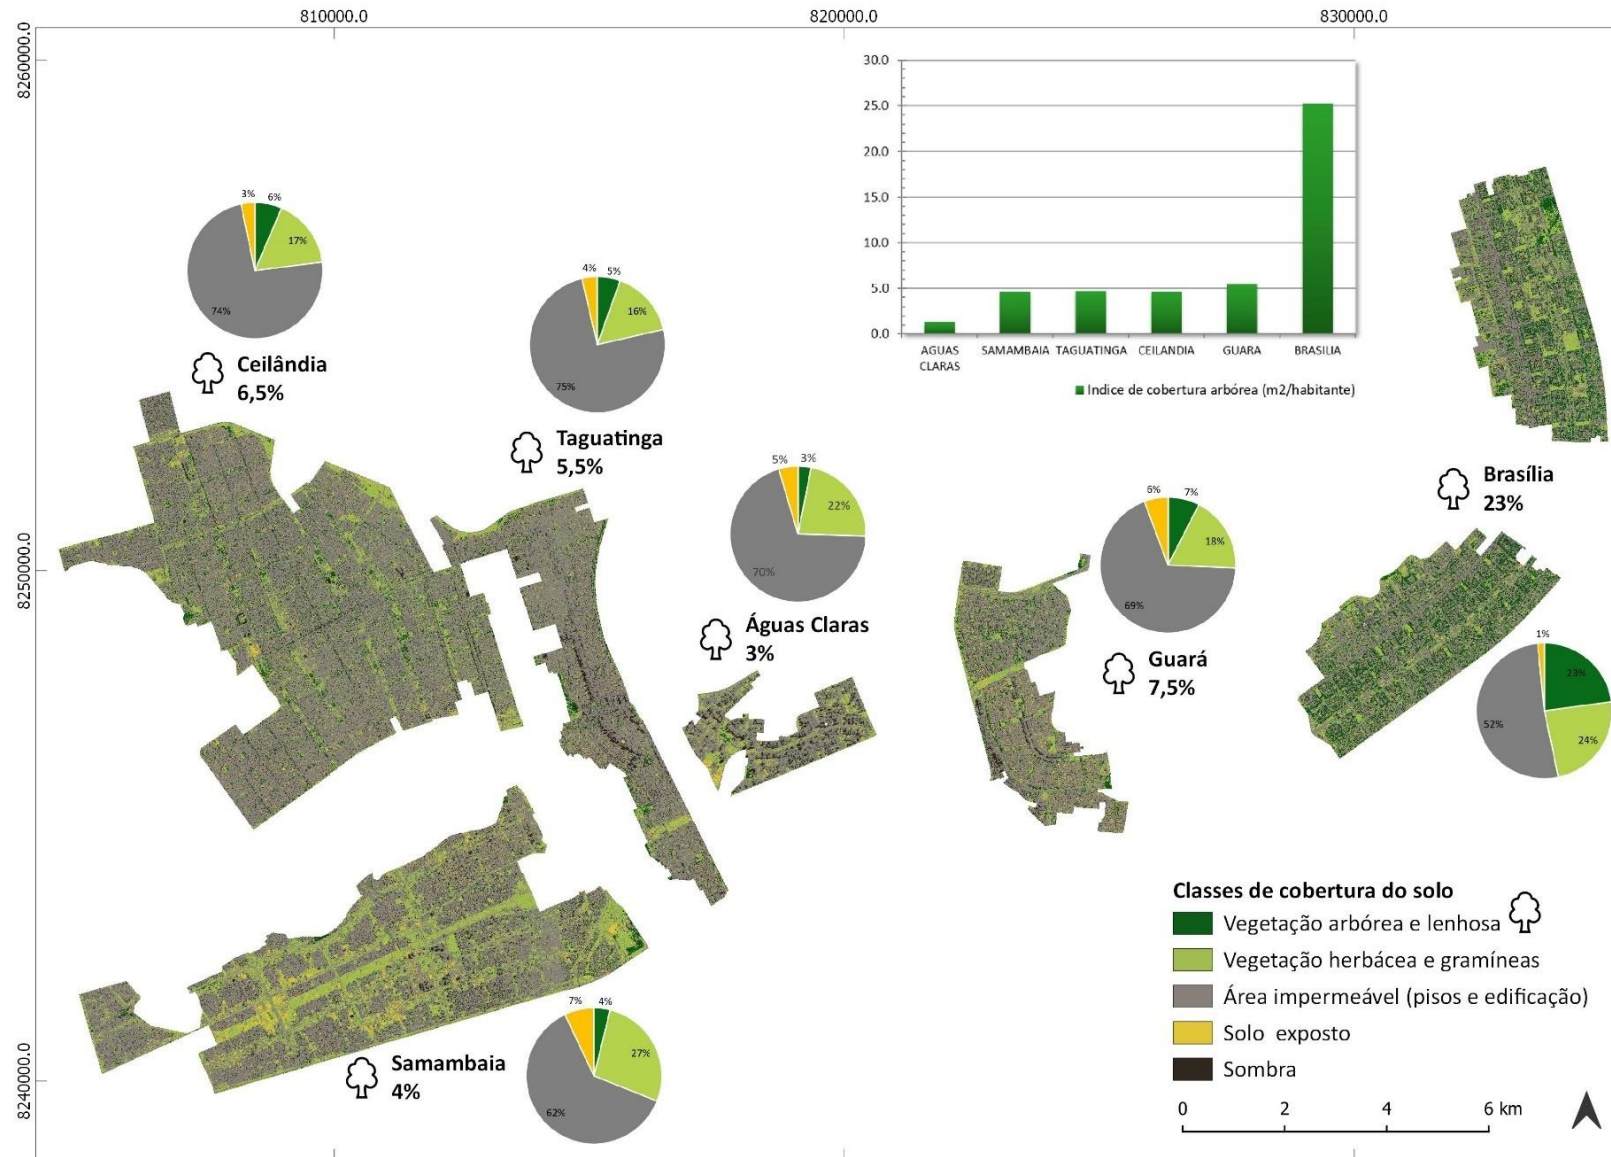 810000.0
820000.0
830000.0
8260000.0
8250000.0
8240000.0
30.0
25.0
20.0
15.0
10.0
5.0
0.0
AGUAS CLARAS
SAMAMBAIA
TAGUATINGA
CEILANDIA
GUARA
BRASILIA
Indice de cobertura arbórea (m2/habitante)
3%
6%
17%
74%
Ceilândia
6,5%
4%
5%
16%
75%
Taguatinga
5,5%
5%
3%
22%
70%
Águas Claras
3%
6%
7%
18%
69%
Guará
7,5%
Brasília
23%
1%
23%
52%
24%
7%
4%
27%
62%
Samambaia
4%
Classes de cobertura do solo
Vegetação arbórea e lenhosa
Vegetação herbácea e gramíneas
Área impermeável (pisos e edificação)
Solo exposto
Sombra
0 2 4 6 km